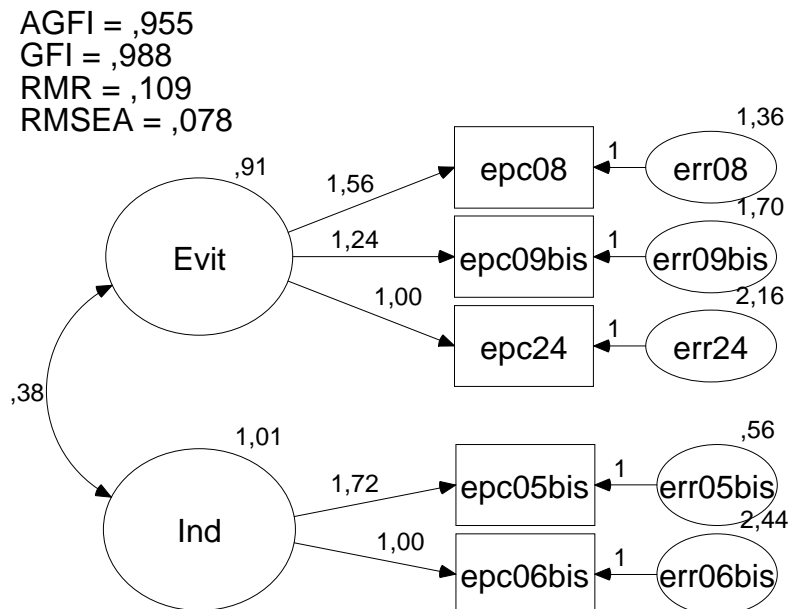 AGFI = ,955
GFI = ,988
RMR = ,109
RMSEA = ,078
1,36
,91
1,56
epc08
1
err08
1,70
Evit
1,24
epc09bis
1
err09bis
2,16
1,00
epc24
1
err24
,38
1,01
,56
1,72
epc05bis
1
err05bis
2,44
Ind
1,00
epc06bis
1
err06bis